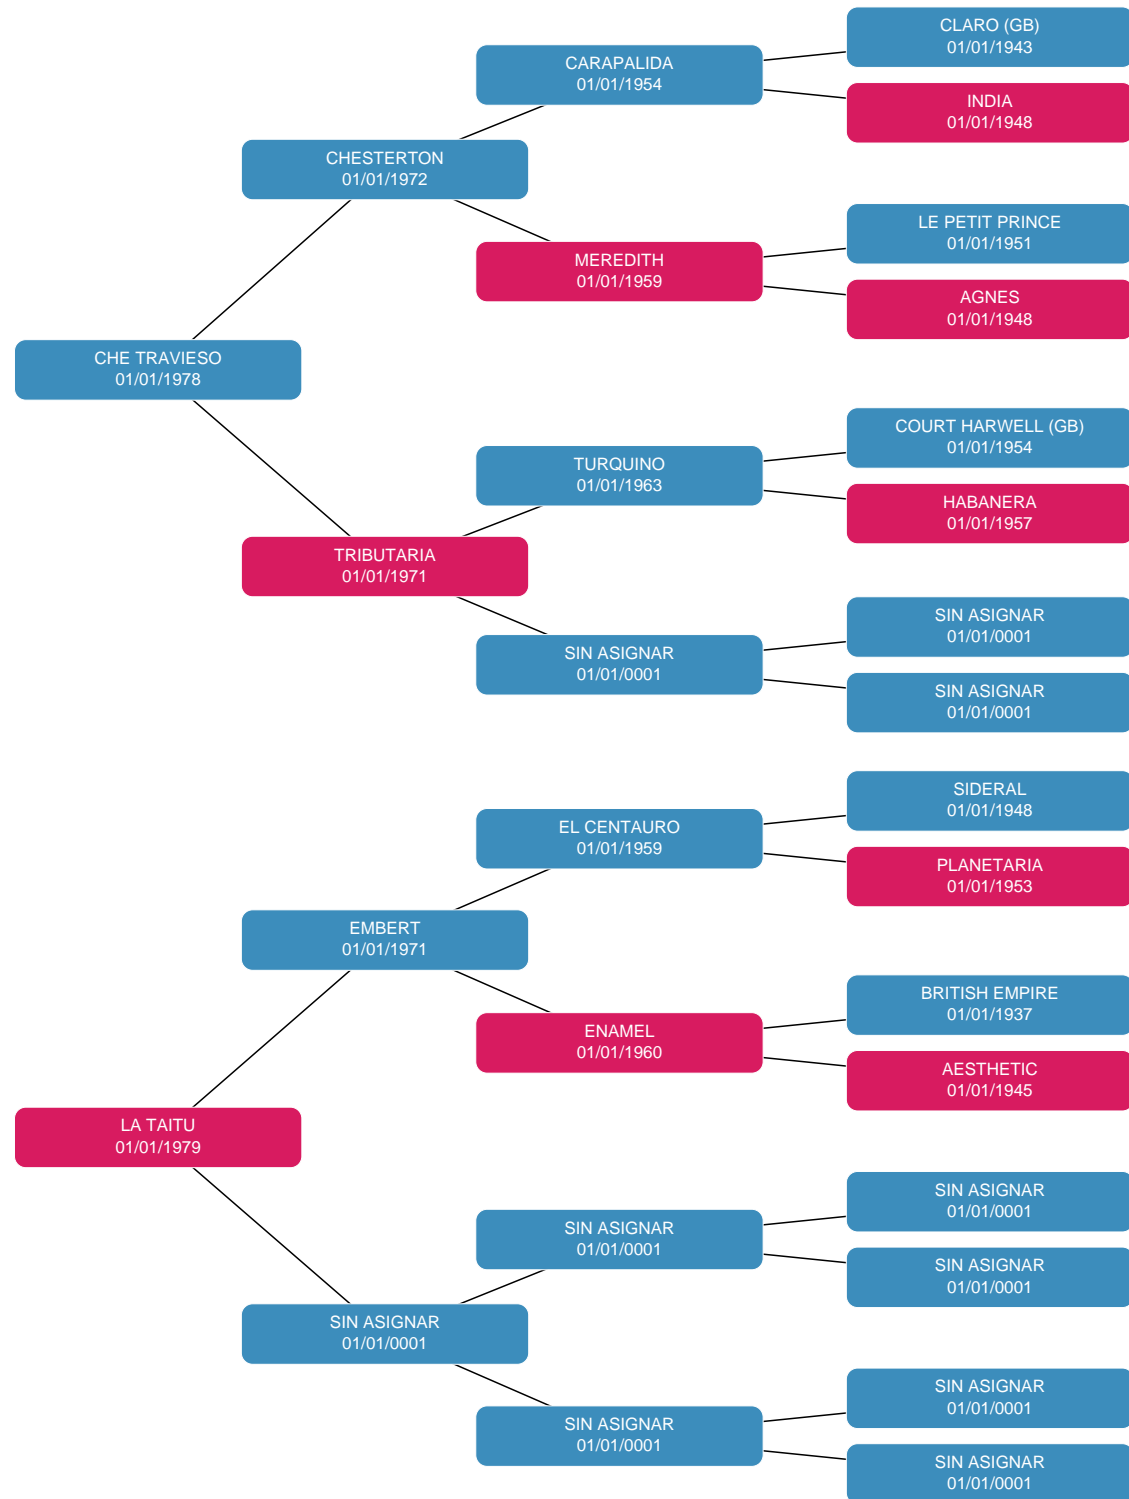 CLARO (GB)
01/01/1943
CARAPALIDA
01/01/1954
INDIA
01/01/1948
CHESTERTON
01/01/1972
LE PETIT PRINCE
01/01/1951
MEREDITH
01/01/1959
AGNES
01/01/1948
CHE TRAVIESO
01/01/1978
COURT HARWELL (GB)
01/01/1954
TURQUINO
01/01/1963
HABANERA
01/01/1957
TRIBUTARIA
01/01/1971
SIN ASIGNAR
01/01/0001
SIN ASIGNAR
01/01/0001
SIN ASIGNAR
01/01/0001
SIDERAL
01/01/1948
EL CENTAURO
01/01/1959
PLANETARIA
01/01/1953
EMBERT
01/01/1971
BRITISH EMPIRE
01/01/1937
ENAMEL
01/01/1960
AESTHETIC
01/01/1945
LA TAITU
01/01/1979
SIN ASIGNAR
01/01/0001
SIN ASIGNAR
01/01/0001
SIN ASIGNAR
01/01/0001
SIN ASIGNAR
01/01/0001
SIN ASIGNAR
01/01/0001
SIN ASIGNAR
01/01/0001
SIN ASIGNAR
01/01/0001